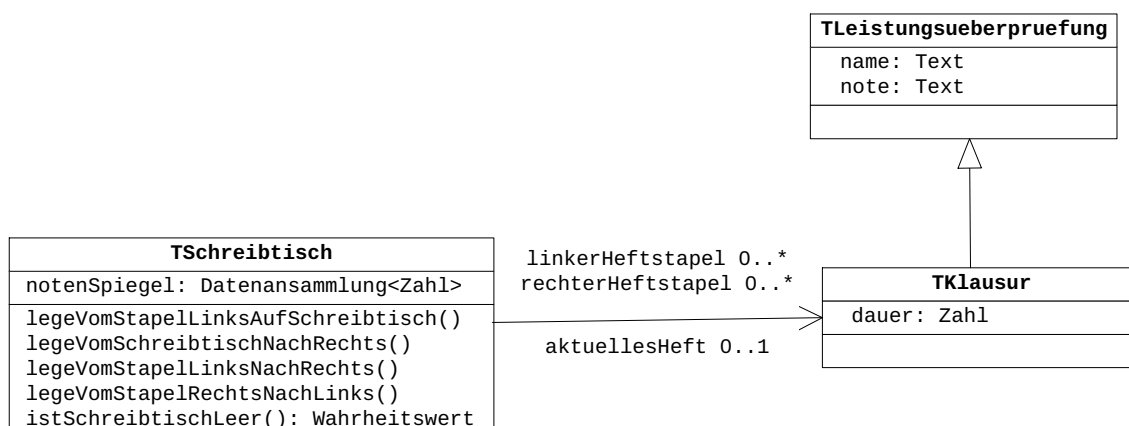 TLeistungsueberpruefung
name: Text
note: Text
TSchreibtisch
notenSpiegel: Datenansammlung<Zahl>
legeVomStapelLinksAufSchreibtisch()
legeVomSchreibtischNachRechts()
legeVomStapelLinksNachRechts()
legeVomStapelRechtsNachLinks()
istSchreibtischLeer(): Wahrheitswert
linkerHeftstapel 0..*
rechterHeftstapel 0..*
aktuellesHeft 0..1
TKlausur
dauer: Zahl